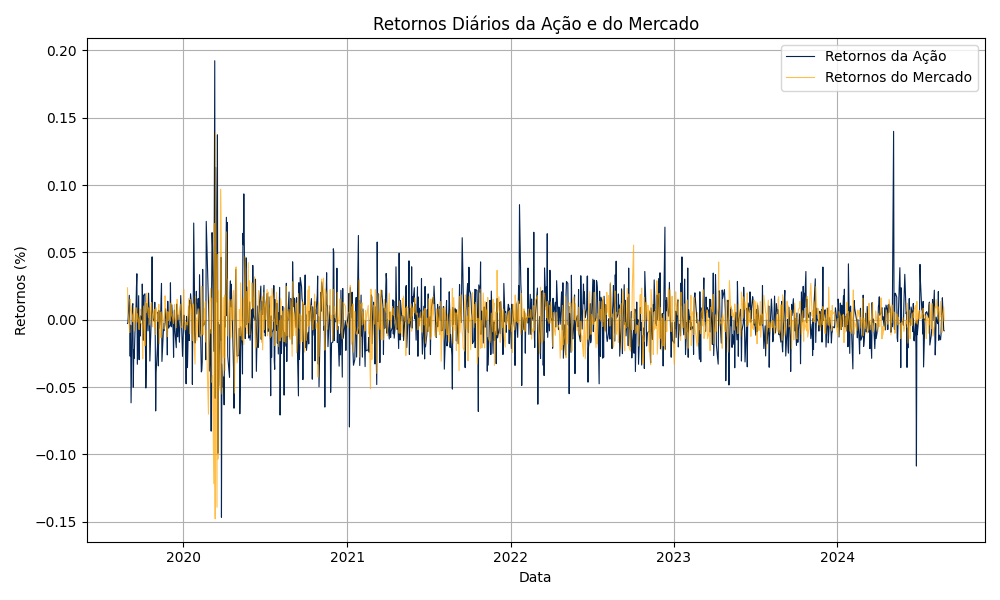 Retornos Diários da Ação e do Mercado
Retornos da Ação
Retornos do Mercado
Retornos (%)
0.20
0.15
0.10
0.05
0.00
−0.05
−0.10
−0.15
2020
2021
2022
2023
2024
Data